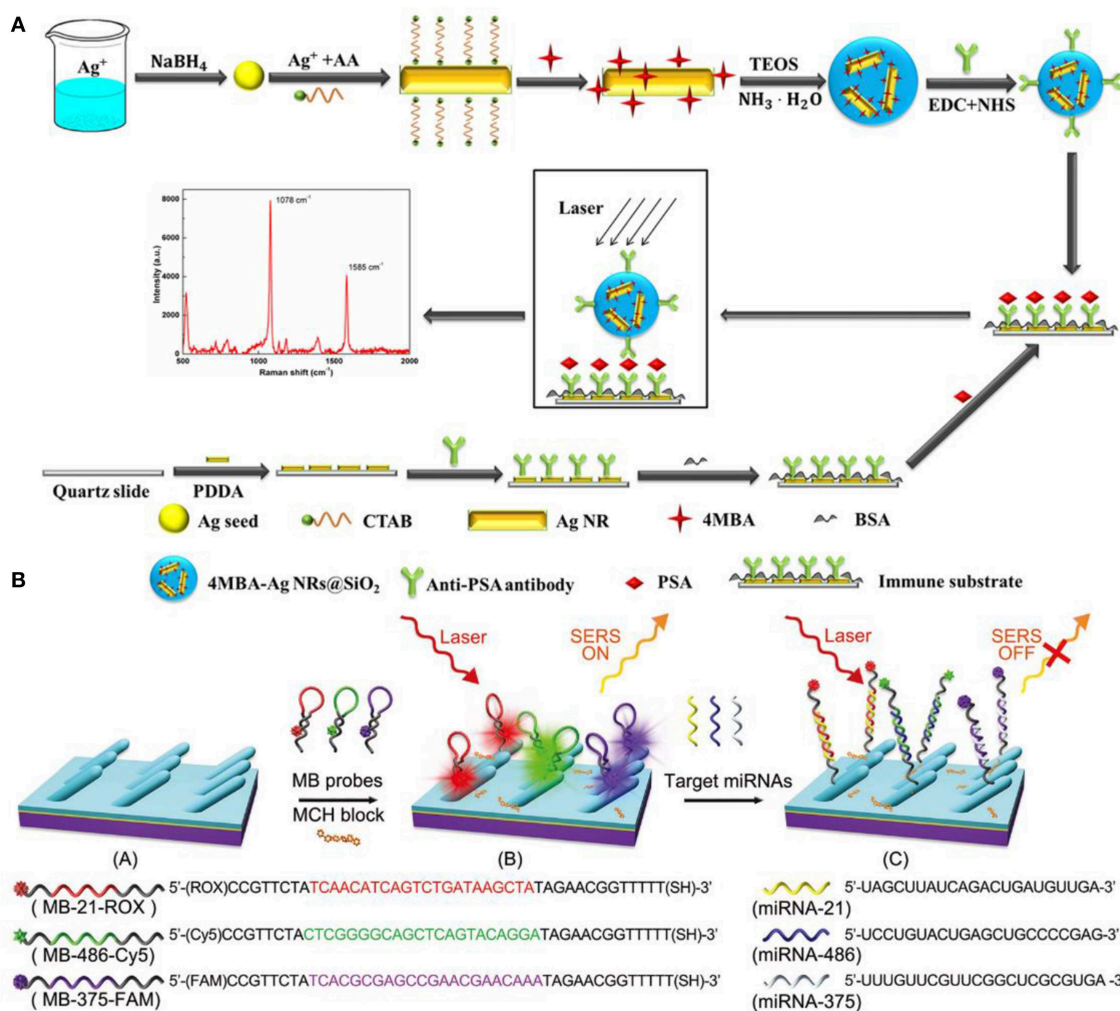 A
Ag⁺
NaBH₄
Ag⁺ +AA
TEOS
NH₃ · H₂O
EDC+NHS
8000
6000
4000
2000
0
Intensity (a.u.)
1078 cm⁻¹
1585 cm⁻¹
500
1000
1500
2000
Raman shift (cm⁻¹)
Laser
Quartz slide
PDDA
Ag seed
CTAB
Ag NR
4MBA
BSA
B
4MBA-Ag NRs@SiO₂
Anti-PSA antibody
PSA
Immune substrate
Laser
SERS
ON
Laser
SERS
OFF
MB probes
MCH block
Target miRNAs
(A)
(B)
(C)
5'-(ROX)CCGTTCTATCAACATCAGTCTGATAAGCTATAGAACGGTTTTT(SH)-3'
( MB-21-ROX )
5'-(Cy5)CCGTTCTACTCGGGGCAGCTCAGTACAGGATAGAACGGTTTTT(SH)-3'
( MB-486-Cy5)
5'-(FAM)CCGTTCTATCACGCGAGCCGAACGAACAAATAGAACGGTTTTT(SH)-3'
( MB-375-FAM)
5'-UAGCUUAUCAGACUGAUGUUGA-3'
(miRNA-21)
5'-UCCUGUACUGAGCUGCCCCGAG-3'
(miRNA-486)
5'-UUUGUUCGUUCGGCUCGCGUGA -3'
(miRNA-375)